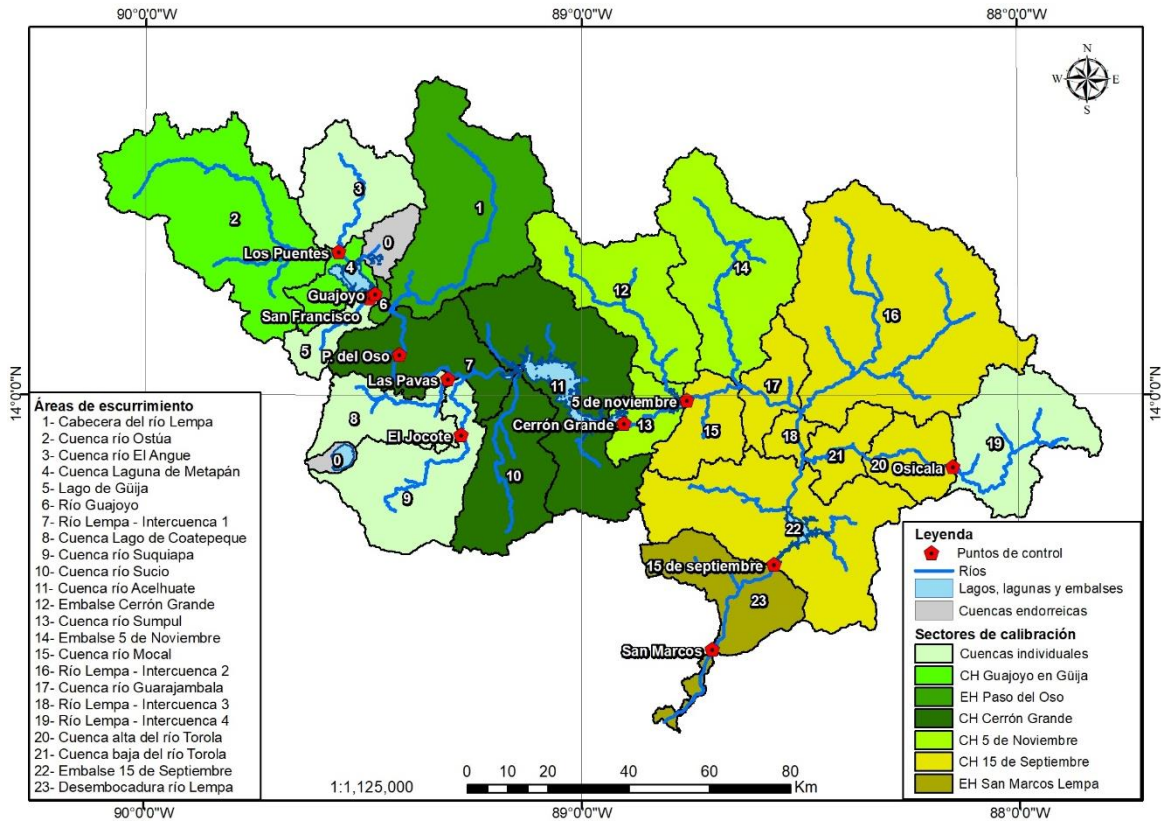 90°0'0"W
89°0'0"W
88°0'0"W
N
W
E
S
14°0'0"N
14°0'0"N
3
1
2
0
Los Puentes
4
14
Guajoyo
6
12
San Francisco
16
5
P. del Oso
7
Las Pavas
11
17
5 de noviembre
8
Cerrón Grande
13
15
El Jocote
18
19
0
21
20
Osicala
10
9
22
15 de septiembre
23
San Marcos
Áreas de escurrimiento
1- Cabecera del río Lempa
2- Cuenca río Ostúa
3- Cuenca río El Angue
4- Cuenca Laguna de Metapán
5- Lago de Güija
6- Río Guajoyo
7- Río Lempa - Intercuenca 1
8- Cuenca Lago de Coatepeque
9- Cuenca río Suquiapa
10- Cuenca río Sucio
11- Cuenca río Acelhuate
12- Embalse Cerrón Grande
13- Cuenca río Sumpul
14- Embalse 5 de Noviembre
15- Cuenca río Mocal
16- Río Lempa - Intercuenca 2
17- Cuenca río Guarajambala
18- Río Lempa - Intercuenca 3
19- Río Lempa - Intercuenca 4
20- Cuenca alta del río Torola
21- Cuenca baja del río Torola
22- Embalse 15 de Septiembre
23- Desembocadura río Lempa
Leyenda
Puntos de control
Ríos
Lagos, lagunas y embalses
Cuencas endorreicas
Sectores de calibración
Cuencas individuales
CH Guajoyo en Güija
EH Paso del Oso
CH Cerrón Grande
CH 5 de Noviembre
CH 15 de Septiembre
EH San Marcos Lempa
1:1,125,000
0 10 20 40 60 80
Km
90°0'0"W
89°0'0"W
88°0'0"W